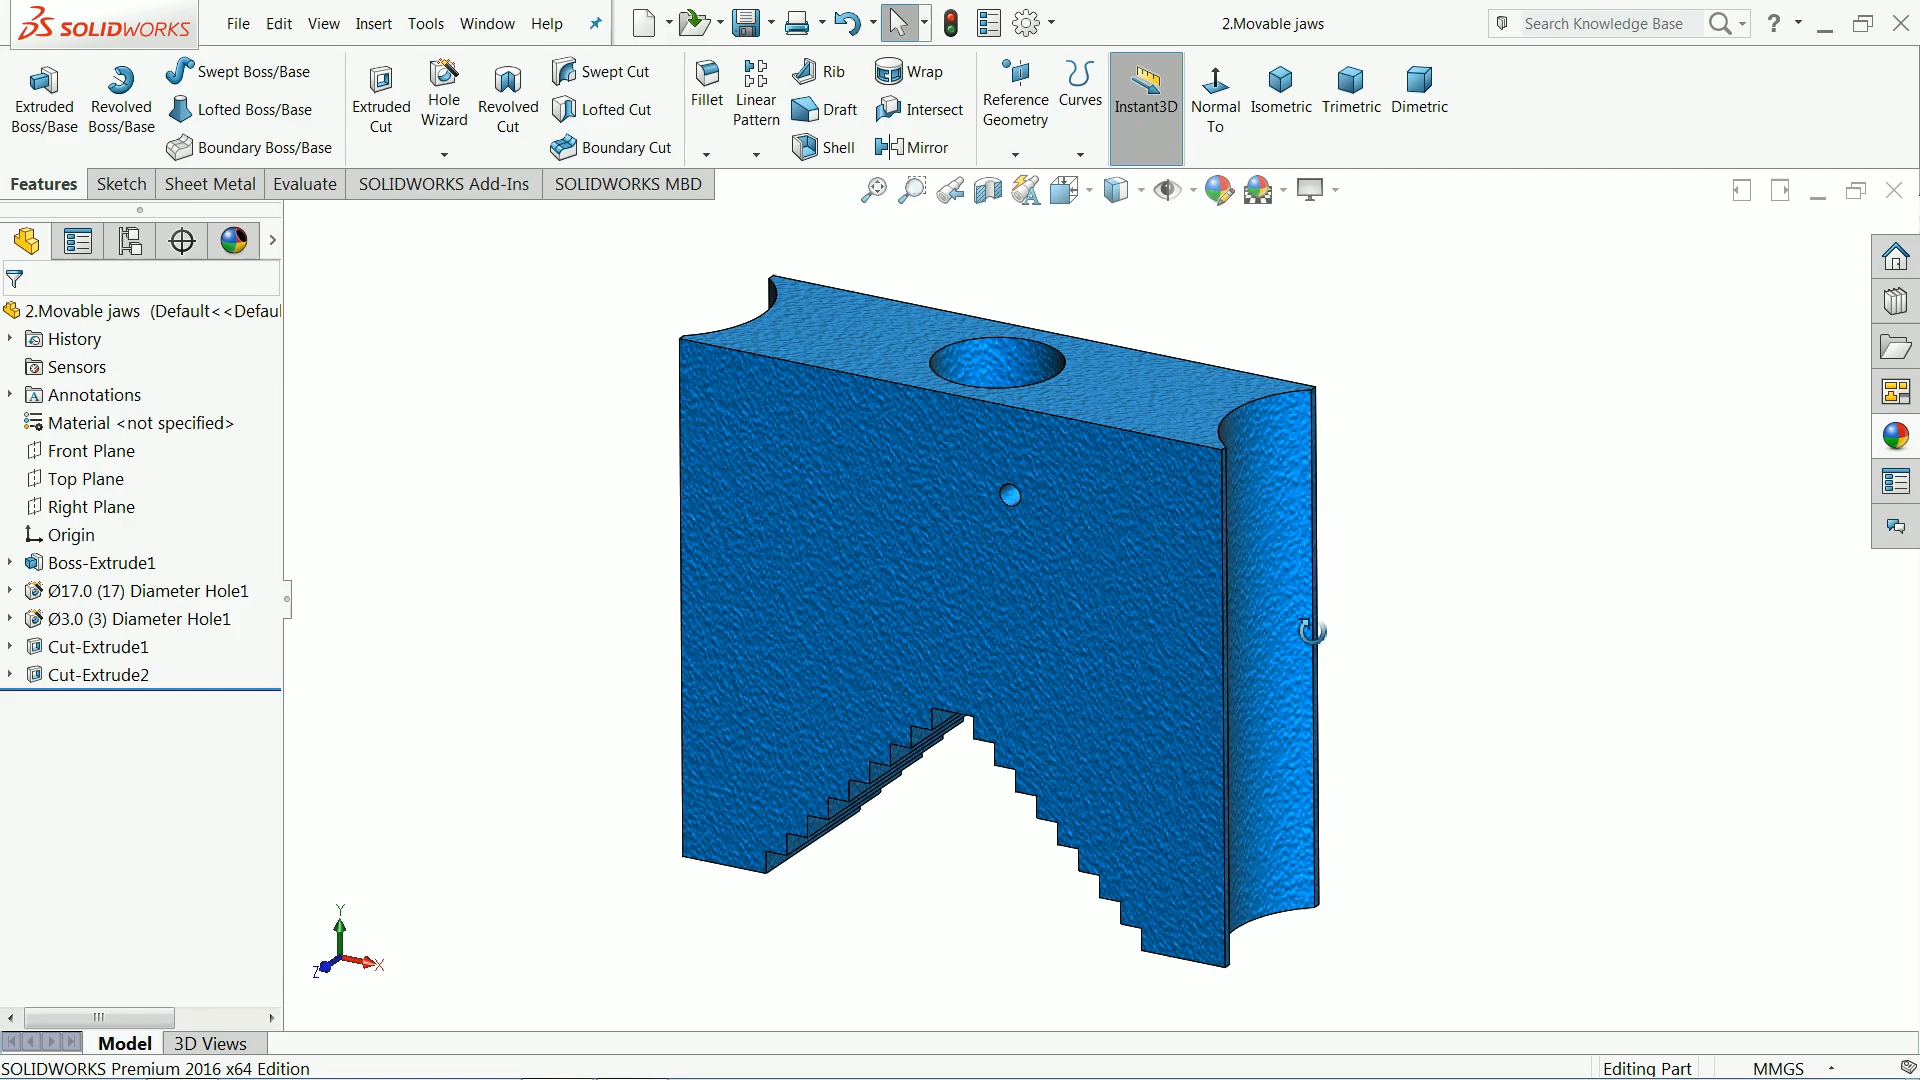 SOLIDWORKS
File Edit View Insert Tools Window Help
2.Movable jaws
Search Knowledge Base
?
Extruded Boss/Base
Revolved Boss/Base
Swept Boss/Base
Lofted Boss/Base
Boundary Boss/Base
Extruded Cut
Hole Wizard
Revolved Cut
Swept Cut
Lofted Cut
Boundary Cut
Fillet
Linear Pattern
Rib
Draft
Shell
Wrap
Intersect
Mirror
Reference Geometry
Curves
Instant3D
Normal To
Isometric
Trimetric
Dimetric
Features Sketch Sheet Metal Evaluate SOLIDWORKS Add-Ins SOLIDWORKS MBD
2.Movable jaws (Default<<Defau
History
Sensors
Annotations
Material <not specified>
Front Plane
Top Plane
Right Plane
Origin
Boss-Extrude1
Ø17.0 (17) Diameter Hole1
Ø3.0 (3) Diameter Hole1
Cut-Extrude1
Cut-Extrude2
Y
X
Z
Model 3D Views
SOLIDWORKS Premium 2016 x64 Edition
Editing Part
MMGS